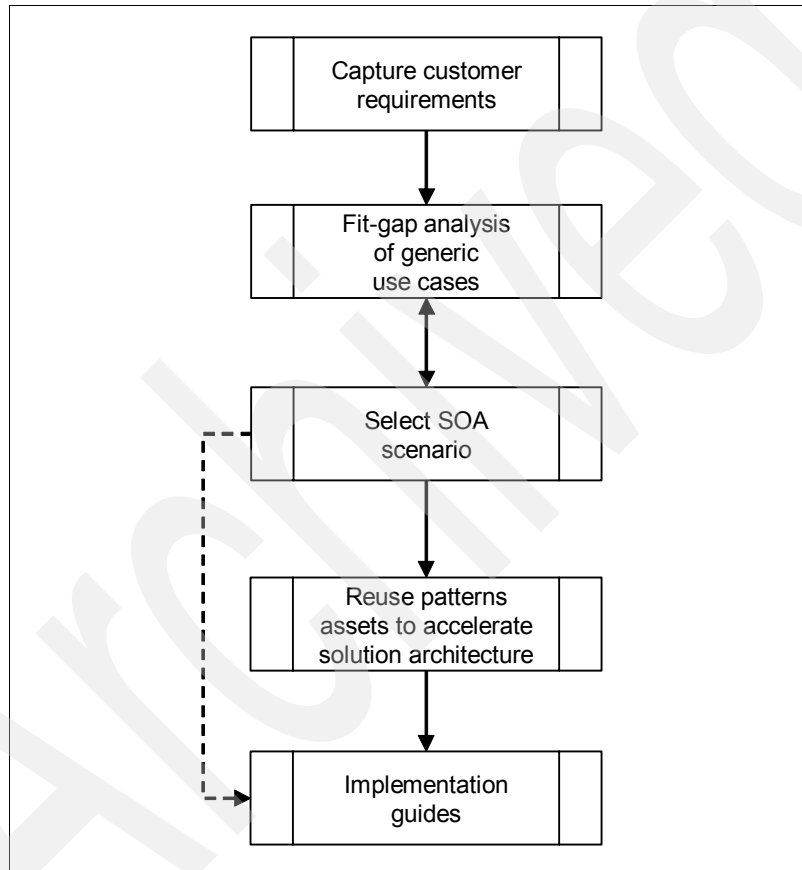 Capture customer
requirements
Fit-gap analysis
of generic
use cases
Select SOA
scenario
Reuse patterns
assets to accelerate
solution architecture
Implementation
guides
Archived